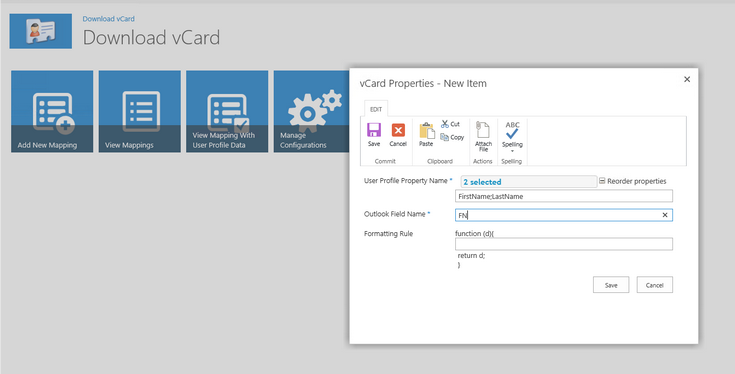 Download vCard
Download vCard
Add New Mapping
View Mappings
View Mapping With
User Profile Data
Manage
Configurations
vCard Properties - New Item
EDIT
Save
Cancel
Paste
Cut
Copy
Attach
File
ABC
Spelling
Commit
Clipboard
Actions
Spelling
User Profile Property Name *
2 selected
Reorder properties
FirstName;LastName
Outlook Field Name *
FN
Formatting Rule
function (d){
return d;
}
Save
Cancel